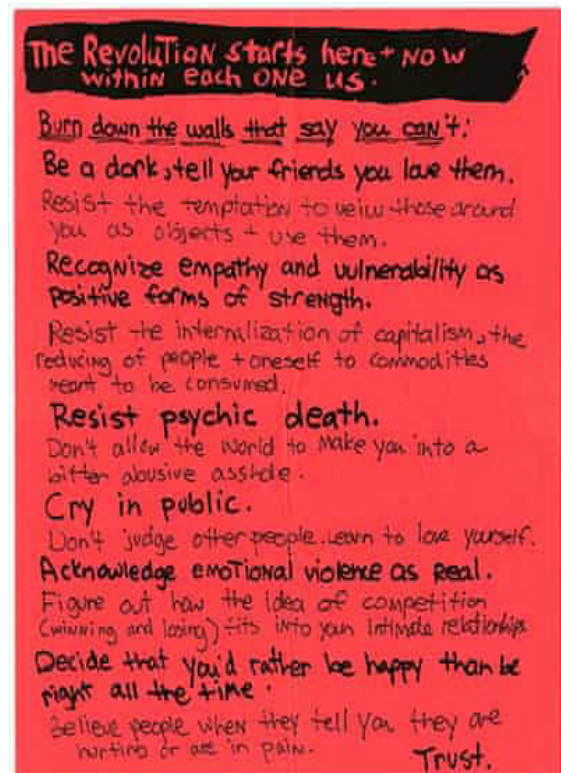 The Revolution starts here + NOW
within each one us.
Burn down the walls that say you can't:
Be a dork, tell your friends you love them.
Resist the temptation to veiw those around
you as objects + use them.
Recognize empathy and vulnerability as
positive forms of strength.
Resist the internalization of capitalism, the
reducing of people + oneself to commodities
meant to be consumed.
Resist psychic death.
Don't allow the world to make you into a
bitter abusive asshole.
Cry in public.
Don't judge other people. Learn to love yourself.
Acknowledge emotional violence as Real.
Figure out how the idea of competition
(winning and losing) fits into your intimate relationships
Decide that you'd rather be happy than be
right all the time.
Believe people when they tell you they are
hurting or are in pain.
Trust.